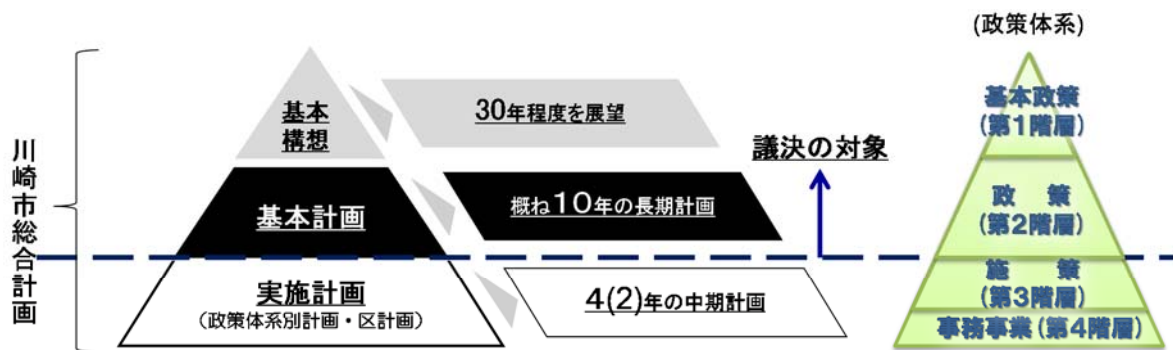 川崎市総合計画
基本
構想
30年程度を展望
基本計画
概ね10年の長期計画
実施計画
(政策体系別計画・区計画)
4(2)年の中期計画
議決の対象
(政策体系)
基本政策
(第1階層)
政 策
(第2階層)
施 策
(第3階層)
事務事業(第4階層)